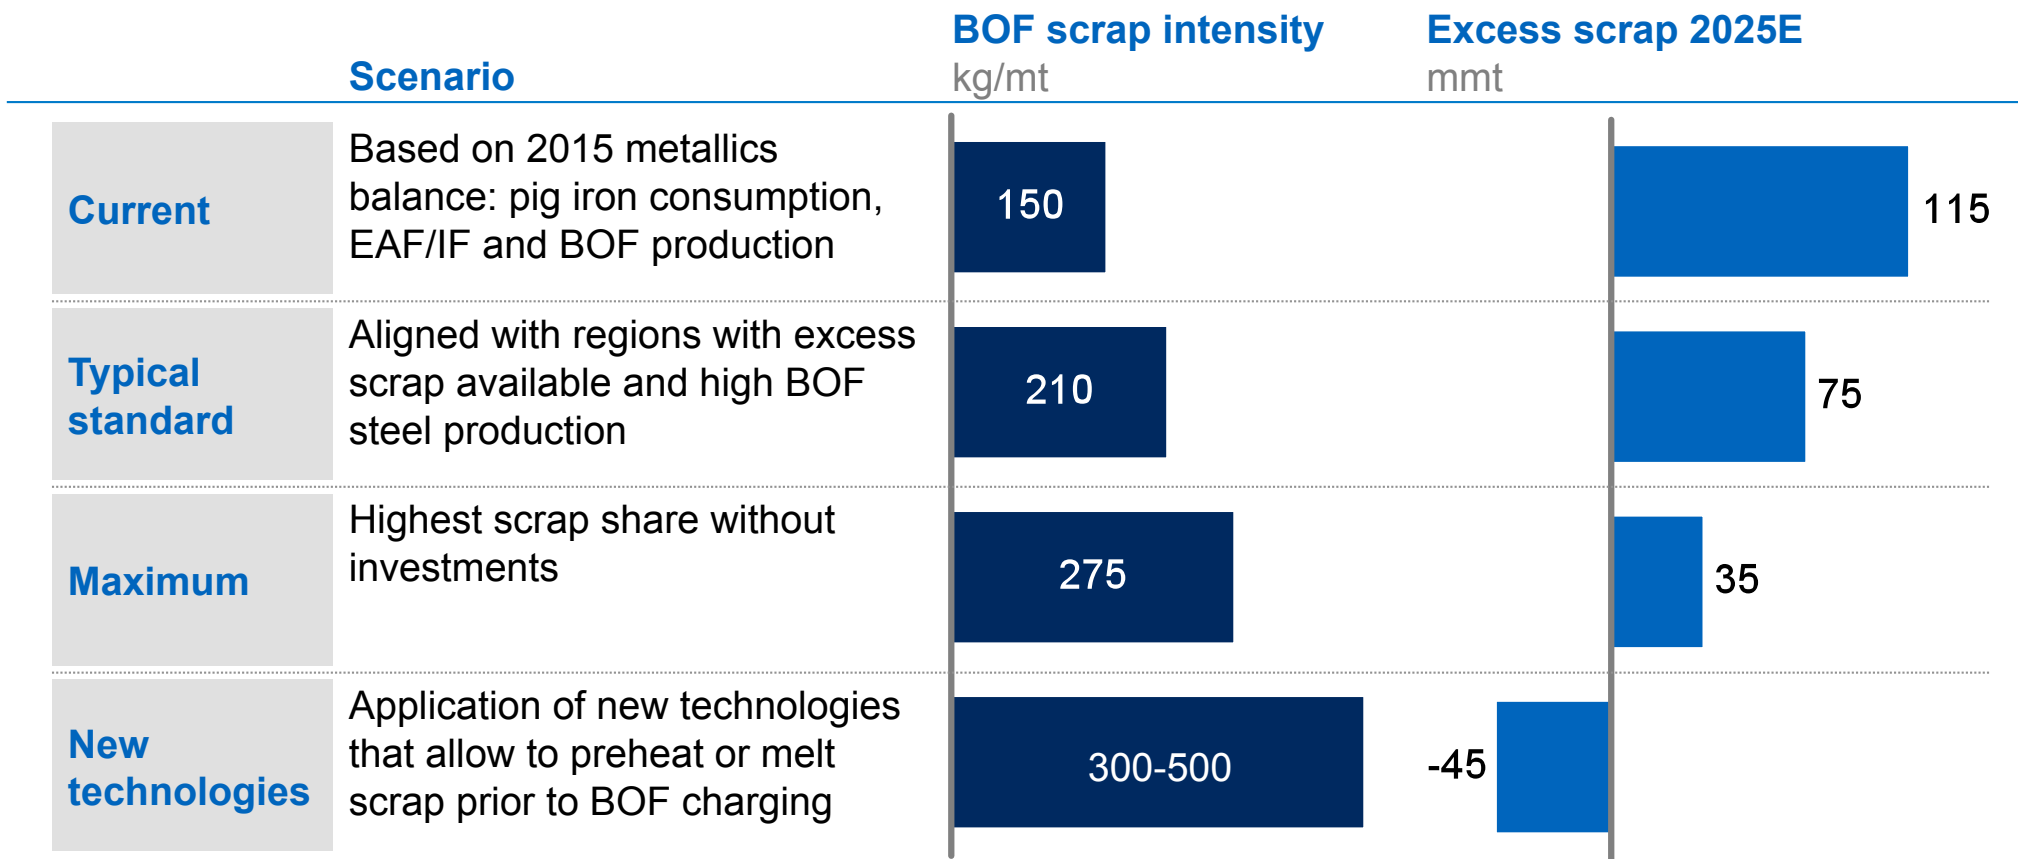 Scenario
BOF scrap intensity
kg/mt
Excess scrap 2025E
mmt
Current
Based on 2015 metallics
balance: pig iron consumption,
EAF/IF and BOF production
150
115
Typical
standard
Aligned with regions with excess
scrap available and high BOF
steel production
210
75
Maximum
Highest scrap share without
investments
275
35
New
technologies
Application of new technologies
that allow to preheat or melt
scrap prior to BOF charging
300-500
-45